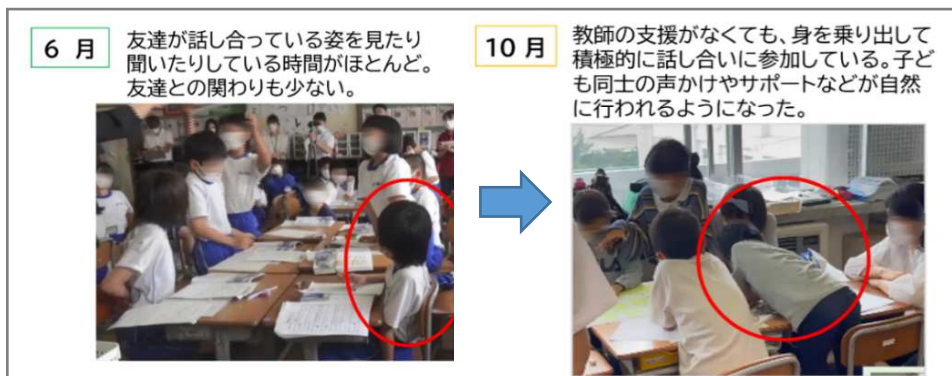 6 月
友達が話し合っている姿を見たり
聞いたりしている時間がほとんど。
友達との関わりも少ない。
10 月
教師の支援がなくても、身を乗り出して
積極的に話し合いに参加している。子ど
も同士の声かけやサポートなどが自然
に行われるようになった。